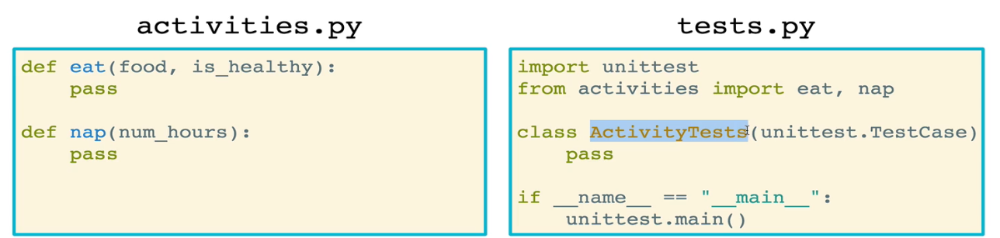 activities.py
def eat(food, is_healthy):
    pass
def nap(num_hours):
    pass
tests.py
import unittest
from activities import eat, nap
class ActivityTests(unittest.TestCase)
    pass
if __name__ == "__main__":
    unittest.main()